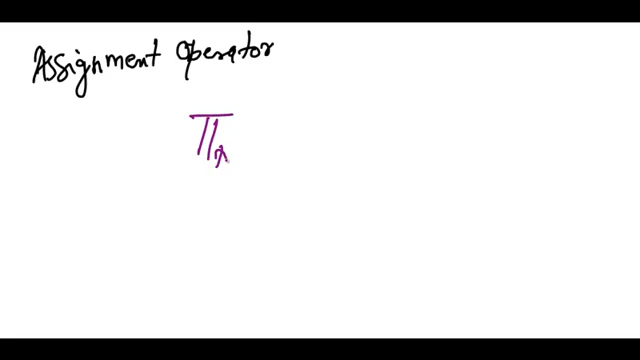 Assignment Operator
π